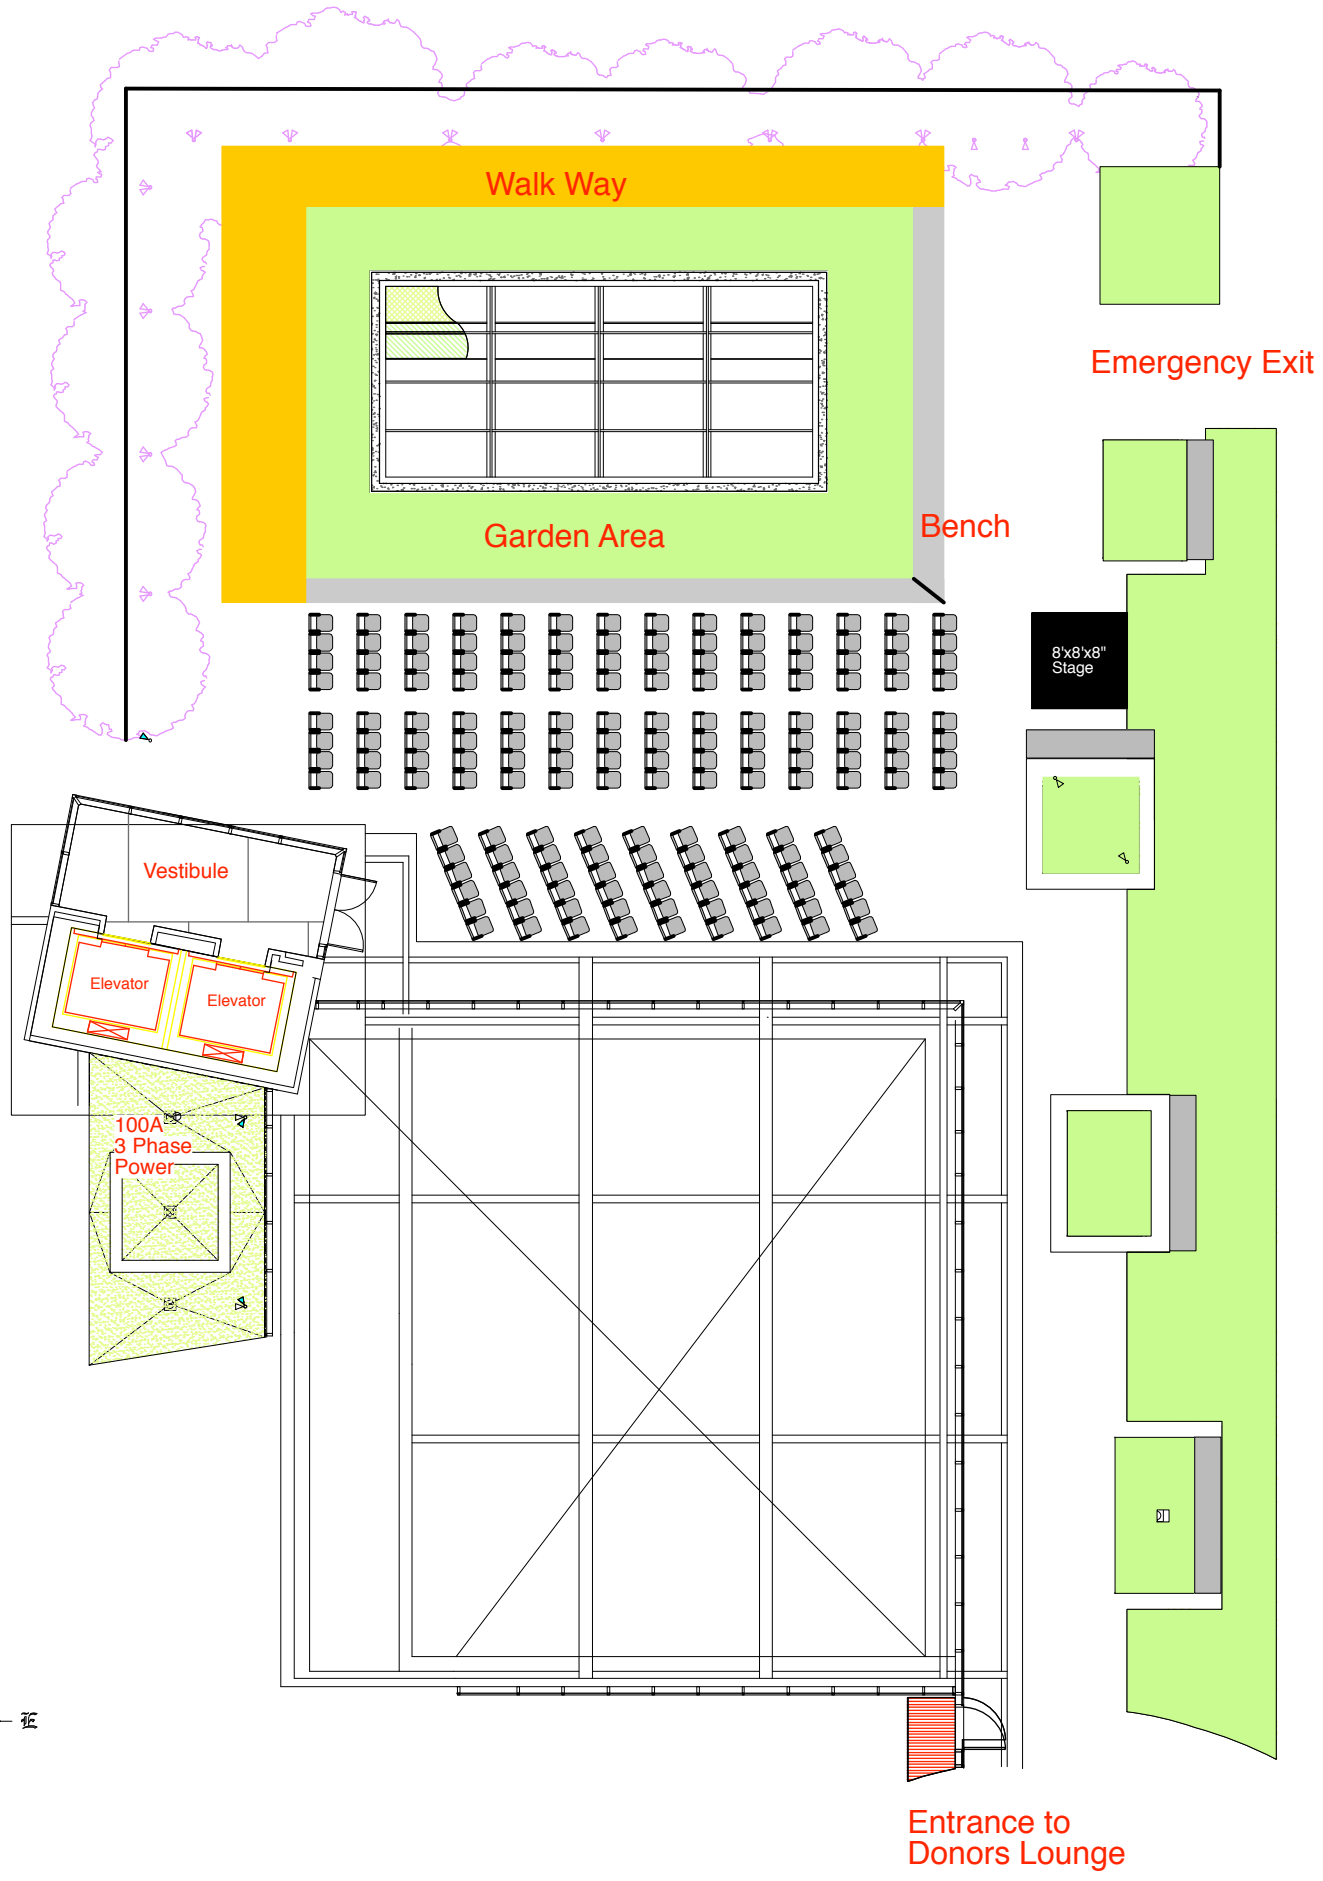 Walk Way
Emergency Exit
Garden Area
Bench
8'x8'x8"
Stage
Vestibule
Elevator
Elevator
100A
3 Phase
Power
E
Entrance to
Donors Lounge